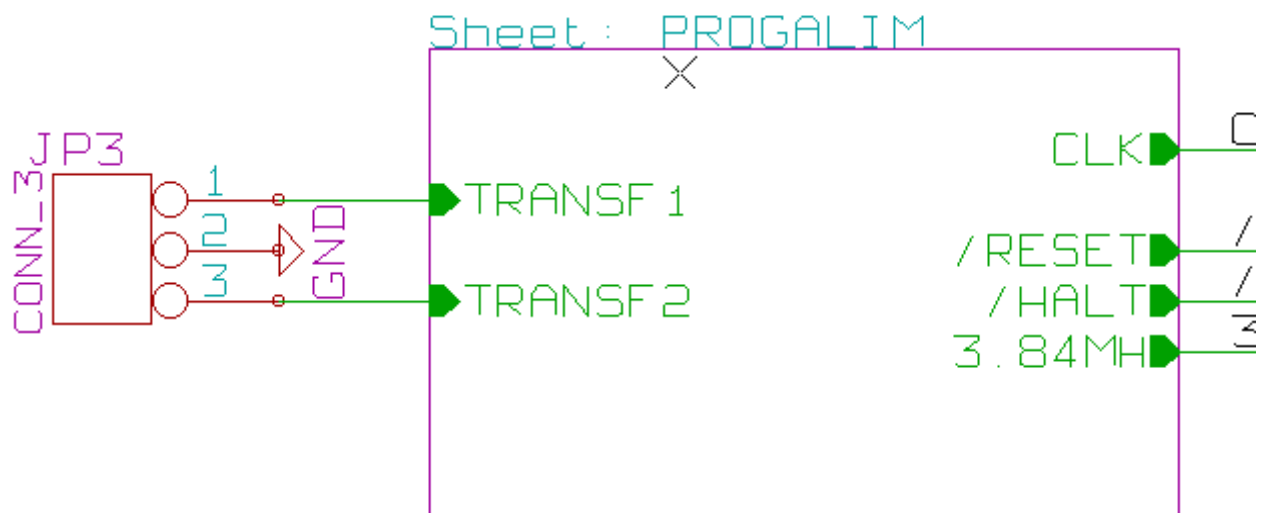 Sheet: PROGALIM
JP3
CONN_3
1
2
3
GND
TRANSF1
TRANSF2
CLK
/RESET
/HALT
3.84MH
/
/